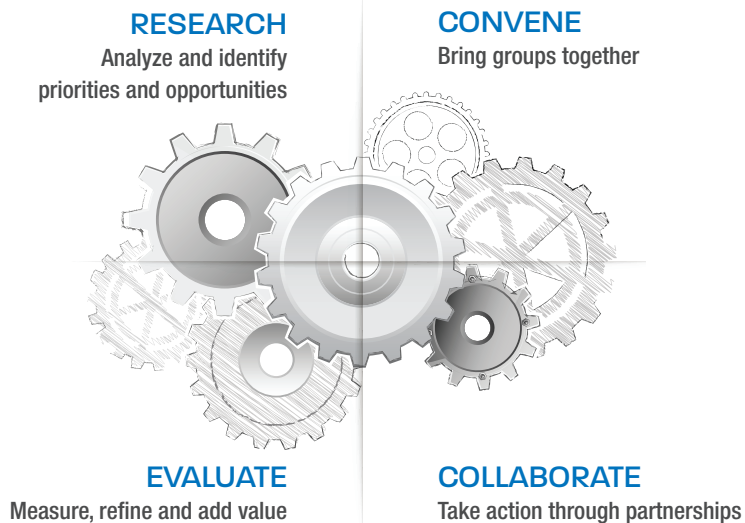 RESEARCH
Analyze and identify
priorities and opportunities
CONVENE
Bring groups together
EVALUATE
Measure, refine and add value
COLLABORATE
Take action through partnerships